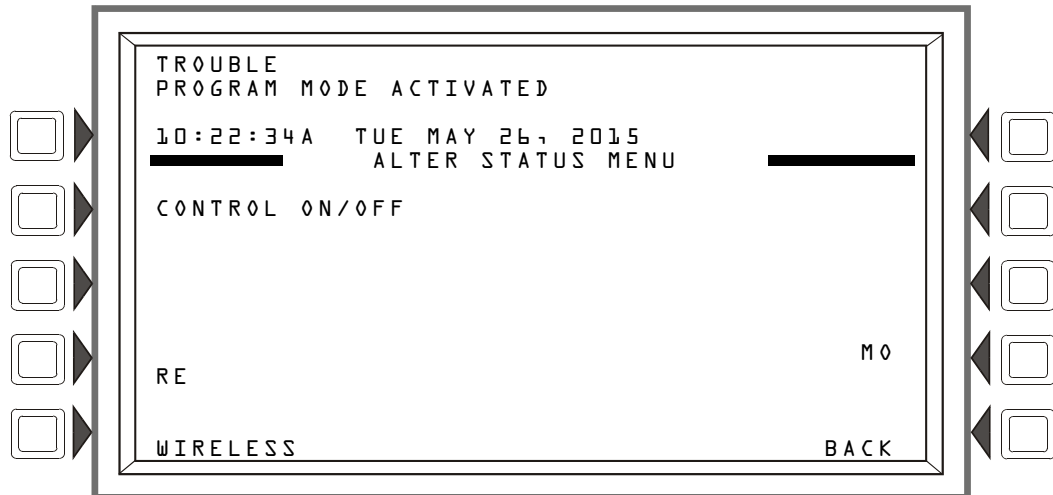 TROUBLE
PROGRAM MODE ACTIVATED
10:22:34A TUE MAY 26, 2015
ALTER STATUS MENU
CONTROL ON/OFF
MO
RE
WIRELESS BACK